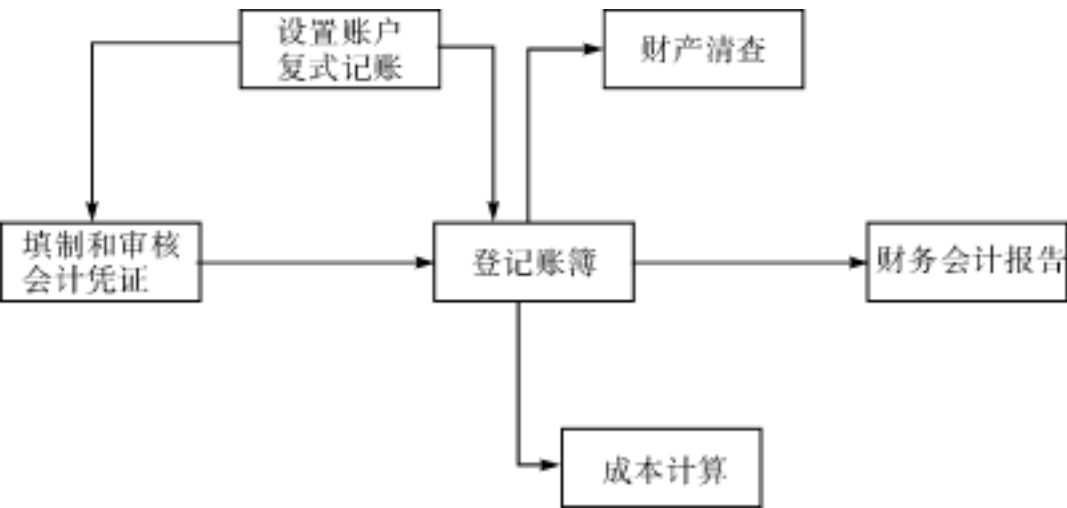 设置账户
复式记账
财产清查
填制和审核
会计凭证
登记账簿
财务会计报告
成本计算